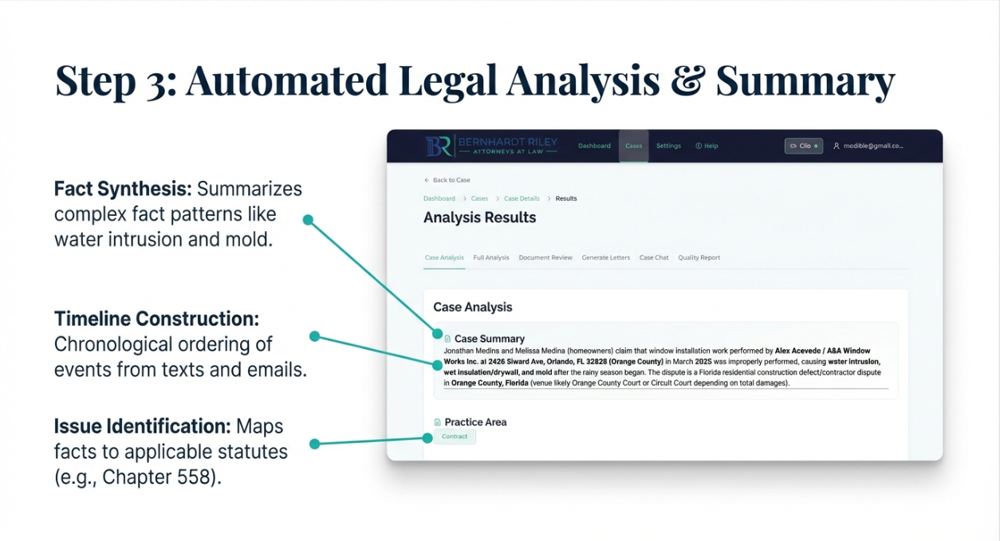 Step 3: Automated Legal Analysis & Summary
Fact Synthesis: Summarizes
complex fact patterns like
water intrusion and mold.
Timeline Construction:
Chronological ordering of
events from texts and emails.
Issue Identification: Maps
facts to applicable statutes
(e.g., Chapter 558).
BR BERNHARDT RILEY
ATTORNEYS AT LAW
Dashboard Cases Settings Help Clio medible@gmail.co...
← Back to Case
Dashboard > Cases > Case Details > Results
Analysis Results
Case Analysis Full Analysis Document Review Generate Letters Case Chat Quality Report
Case Analysis
Case Summary
Jonathan Medins and Melissa Medina (homeowners) claim that window installation work performed by Alex Acevedo / A&A Window
Works Inc. at 2426 Siward Ave, Orlando, FL 32828 (Orange County) in March 202S was improperly performed, causing water intrusion,
wet insulation/drywall, and mold after the rainy season began. The dispute is a Florida residential construction defect/contractor dispute
in Orange County, Florida (venue likely Orange County Court or Circult Court depending on total damages).
Practice Area
Contract